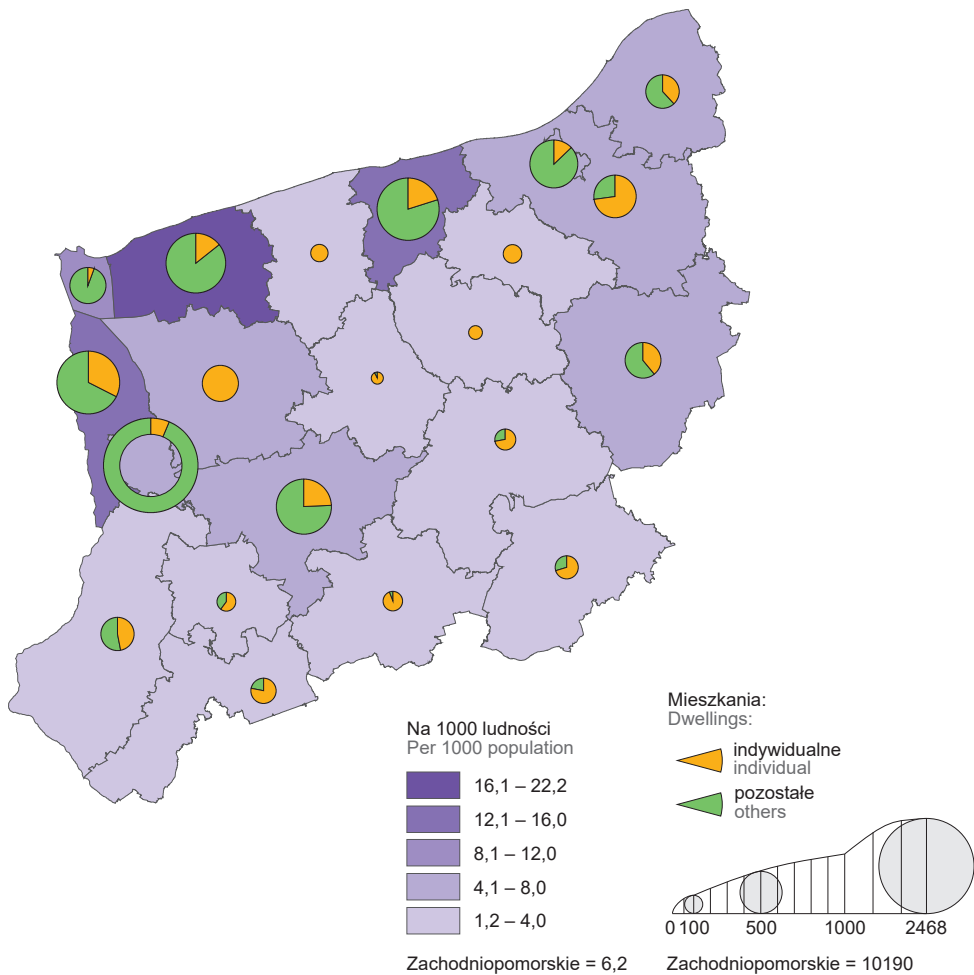 Na 1000 ludności
Per 1000 population
16,1 – 22,2
12,1 – 16,0
8,1 – 12,0
4,1 – 8,0
1,2 – 4,0
Zachodniopomorskie = 6,2
Mieszkania:
Dwellings:
indywidualne
individual
pozostałe
others
0 100 500 1000 2468
Zachodniopomorskie = 10190